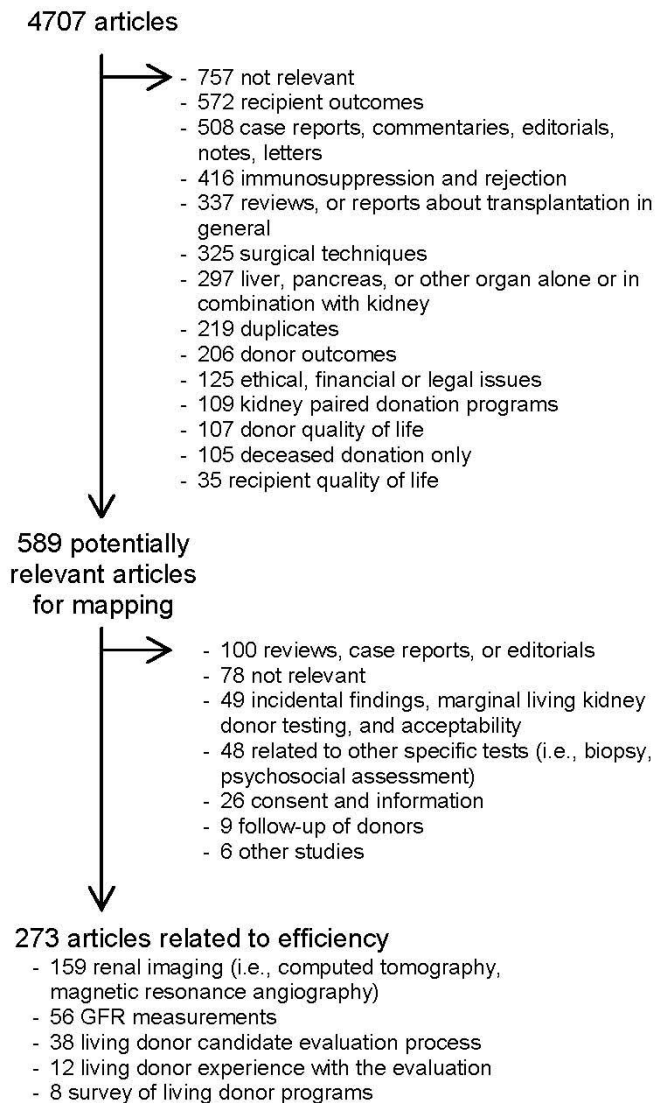 4707 articles
- 757 not relevant
- 572 recipient outcomes
- 508 case reports, commentaries, editorials,
notes, letters
- 416 immunosuppression and rejection
- 337 reviews, or reports about transplantation in
general
- 325 surgical techniques
- 297 liver, pancreas, or other organ alone or in
combination with kidney
- 219 duplicates
- 206 donor outcomes
- 125 ethical, financial or legal issues
- 109 kidney paired donation programs
- 107 donor quality of life
- 105 deceased donation only
- 35 recipient quality of life
589 potentially
relevant articles
for mapping
- 100 reviews, case reports, or editorials
- 78 not relevant
- 49 incidental findings, marginal living kidney
donor testing, and acceptability
- 48 related to other specific tests (i.e., biopsy,
psychosocial assessment)
- 26 consent and information
- 9 follow-up of donors
- 6 other studies
273 articles related to efficiency
- 159 renal imaging (i.e., computed tomography,
magnetic resonance angiography)
- 56 GFR measurements
- 38 living donor candidate evaluation process
- 12 living donor experience with the evaluation
- 8 survey of living donor programs